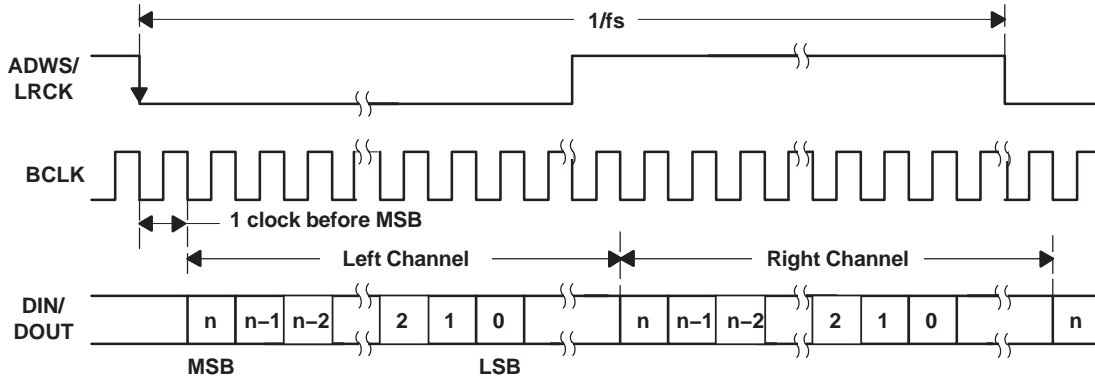 1/fs
ADWS/
LRCK
BCLK
1 clock before MSB
Left Channel
Right Channel
DIN/
DOUT
n n–1 n–2 2 1 0 n n–1 n–2 2 1 0 n
MSB LSB